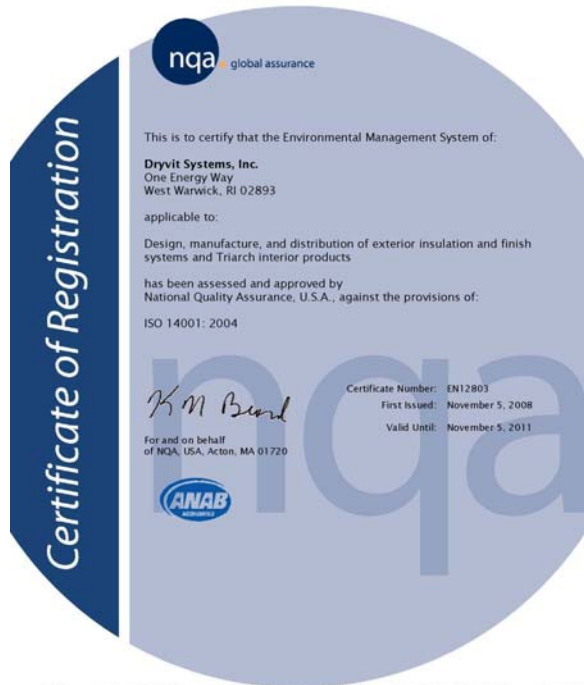 nqa. global assurance
Certificate of Registration
This is to certify that the Environmental Management System of:
Dryvit Systems, Inc.
One Energy Way
West Warwick, RI 02893
applicable to:
Design, manufacture, and distribution of exterior insulation and finish
systems and Triarch interior products
has been assessed and approved by
National Quality Assurance, U.S.A., against the provisions of:
ISO 14001: 2004
nqa
Certificate Number: EN12803
First Issued: November 5, 2008
Valid Until: November 5, 2011
K M Beard
For and on behalf
of NQA, USA, Acton, MA 01720
ANAB
ACCREDITED